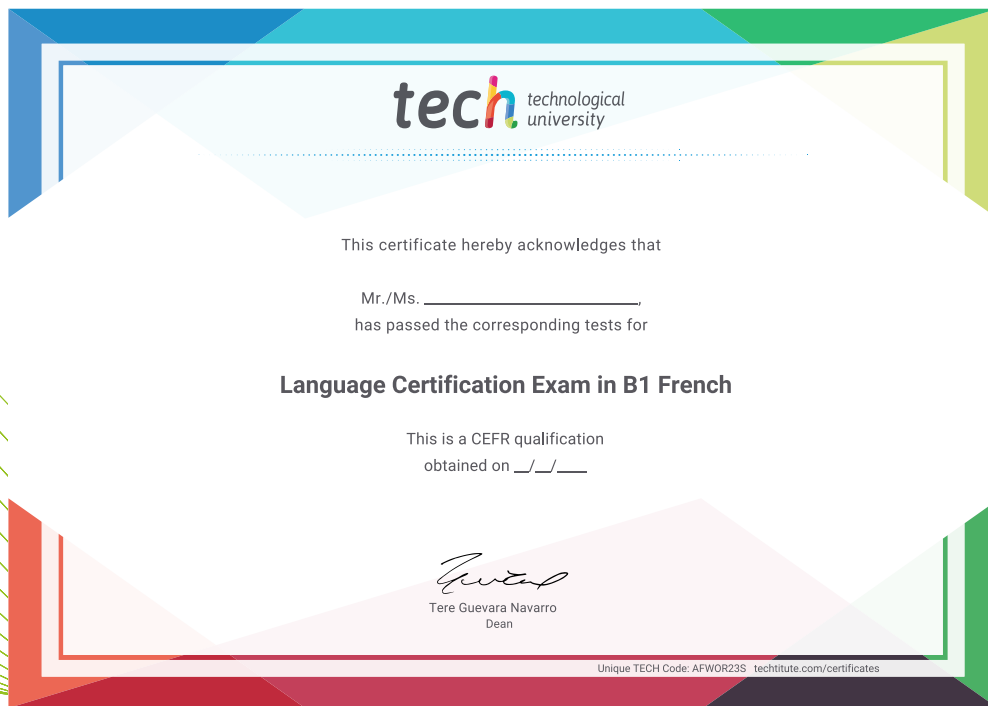 tech technological
university
This certificate hereby acknowledges that
Mr./Ms. ____________________,
has passed the corresponding tests for
Language Certification Exam in B1 French
This is a CEFR qualification
obtained on __/__/____
Tere Guevara Navarro
Dean
Unique TECH Code: AFWOR23S techtitute.com/certificates